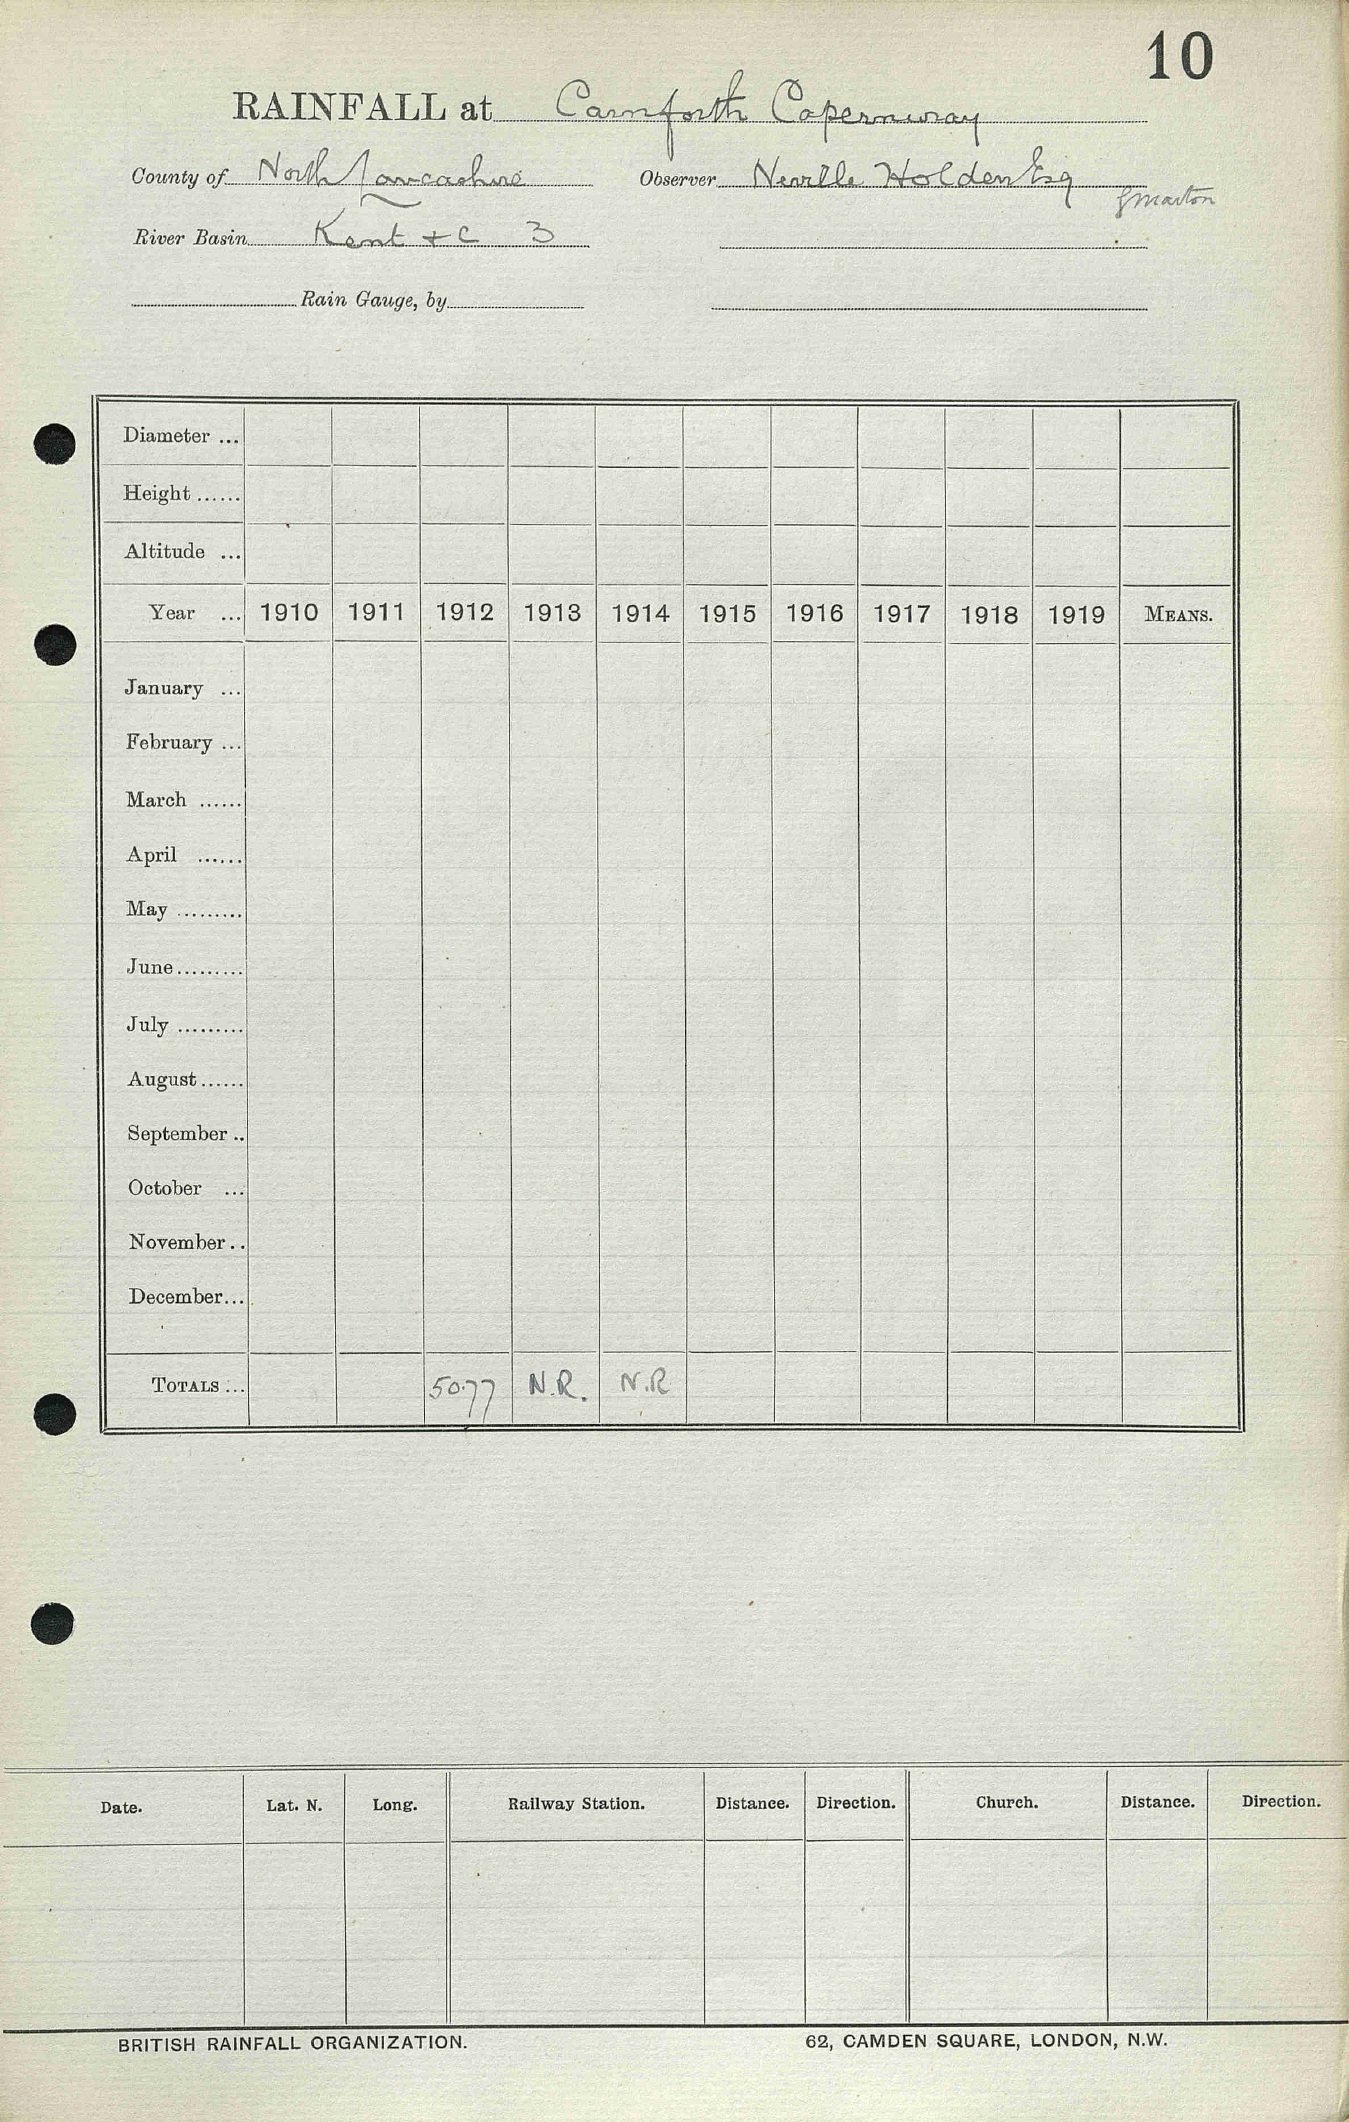 10
RAINFALL at Carnforth Capernwray
County of North Lancashire Observer Neville Holden Esq
G Marton
River Basin Kent + C 3
Rain Gauge, by
Diameter ...
Height ......
Altitude ...
Year ... 1910 1911 1912 1913 1914 1915 1916 1917 1918 1919 MEANS.
January ...
February ...
March ......
April ......
May .........
June.........
July .........
August......
September ..
October ...
November..
December...
TOTALS ... 50.77 N.R. N.R
Date. Lat. N. Long. Railway Station. Distance. Direction. Church. Distance. Direction.
BRITISH RAINFALL ORGANIZATION. 62, CAMDEN SQUARE, LONDON, N.W.